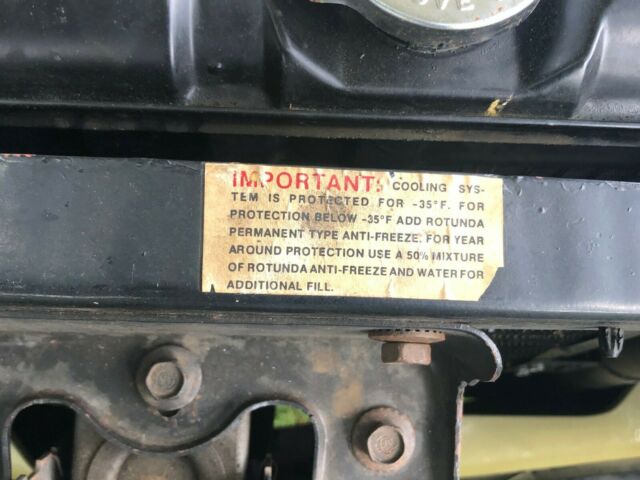 IMPORTANT: COOLING SYS-
TEM IS PROTECTED FOR -35°F. FOR
PROTECTION BELOW -35°F ADD ROTUNDA
PERMANENT TYPE ANTI-FREEZE. FOR YEAR
AROUND PROTECTION USE A 50% MIXTURE
OF ROTUNDA ANTI-FREEZE AND WATER FOR
ADDITIONAL FILL.